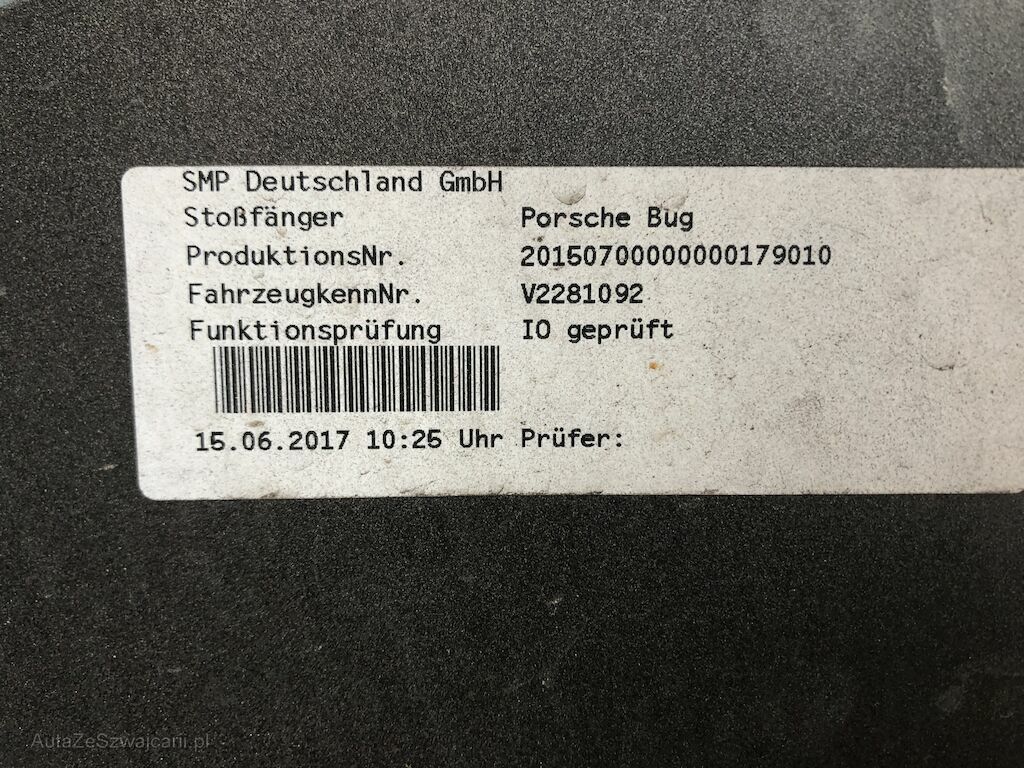 SMP Deutschland GmbH
Stoßfänger Porsche Bug
ProduktionsNr. 20150700000000179010
FahrzeugkennNr. V2281092
Funktionsprüfung IO geprüft
15.06.2017 10:25 Uhr Prüfer:
AutaZeSzwajcarii.pl